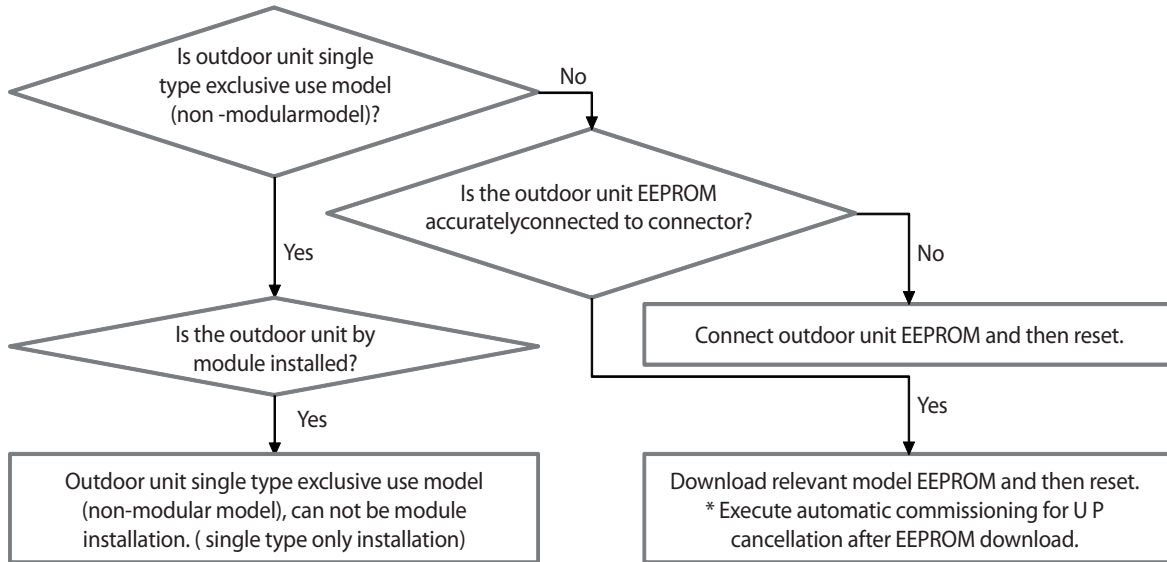 Is outdoor unit single
type exclusive use model
(non -modularmodel)?
No
Is the outdoor unit EEPROM
accuratelyconnected to connector?
Yes
No
Is the outdoor unit by
module installed?
Connect outdoor unit EEPROM and then reset.
Yes
Yes
Outdoor unit single type exclusive use model
(non-modular model), can not be module
installation. ( single type only installation)
Download relevant model EEPROM and then reset.
* Execute automatic commissioning for U P
cancellation after EEPROM download.